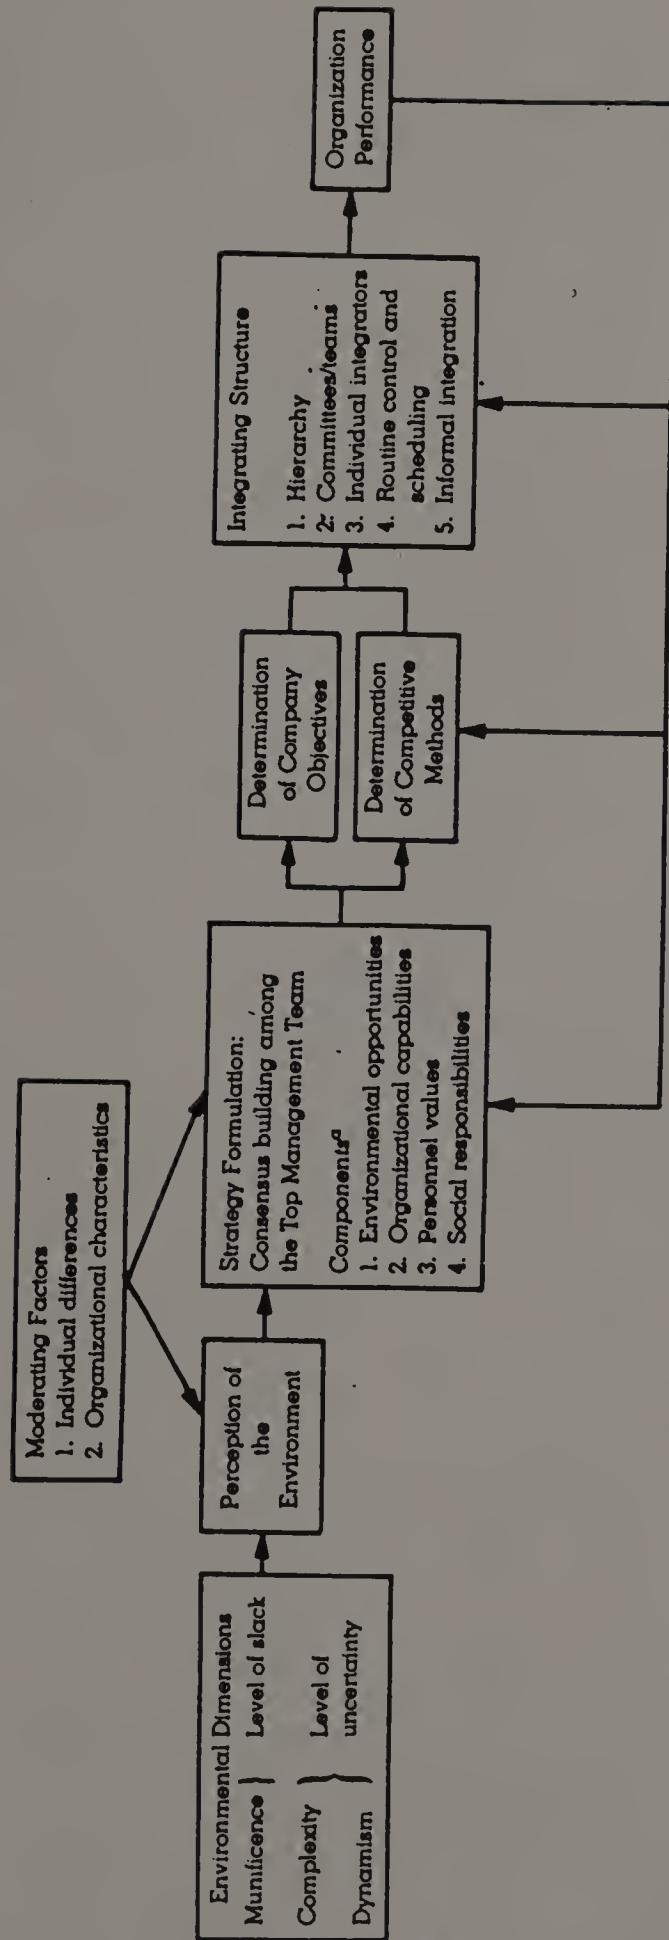 Moderating Factors
1. Individual differences
2. Organizational characteristics
Environmental Dimensions
Munificence } Level of slack
Complexity
Dynamism
} Level of
uncertainty
Perception of
the
Environment
Strategy Formulation:
Consensus building among
the Top Management Team
Componentsª
1. Environmental opportunities
2. Organizational capabilities
3. Personnel values
4. Social responsibilities
Determination
of Company
Objectives
Determination
of Competitive
Methods
Integrating Structure
1. Hierarchy
2. Committees/teams
3. Individual integrators
4. Routine control and
scheduling
5. Informal integration
Organization
Performance